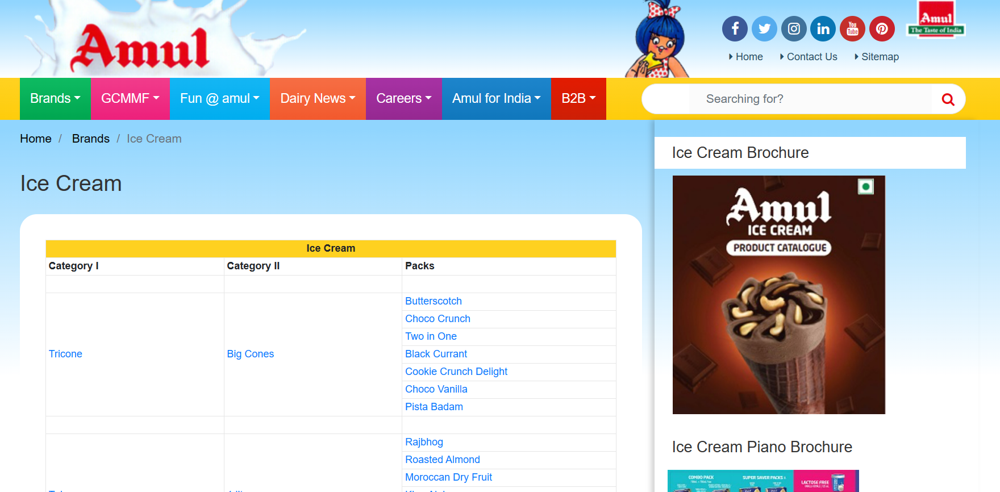 Amul
Amul
The Taste of India
You
Tube
Home
Contact Us
Sitemap
Brands
GCMMF
Fun @ amul
Dairy News
Careers
Amul for India
B2B
Searching for?
Home / Brands / Ice Cream
Ice Cream
Ice Cream
Category I Category II Packs
Butterscotch
Choco Crunch
Two in One
Tricone Big Cones Black Currant
Cookie Crunch Delight
Choco Vanilla
Pista Badam
Rajbhog
Roasted Almond
Moroccan Dry Fruit
Ice Cream Brochure
Amul
ICE CREAM
PRODUCT CATALOGUE
Ice Cream Piano Brochure
COMBO PACK
SUPER SAVER PACKS
LACTOSE FREE